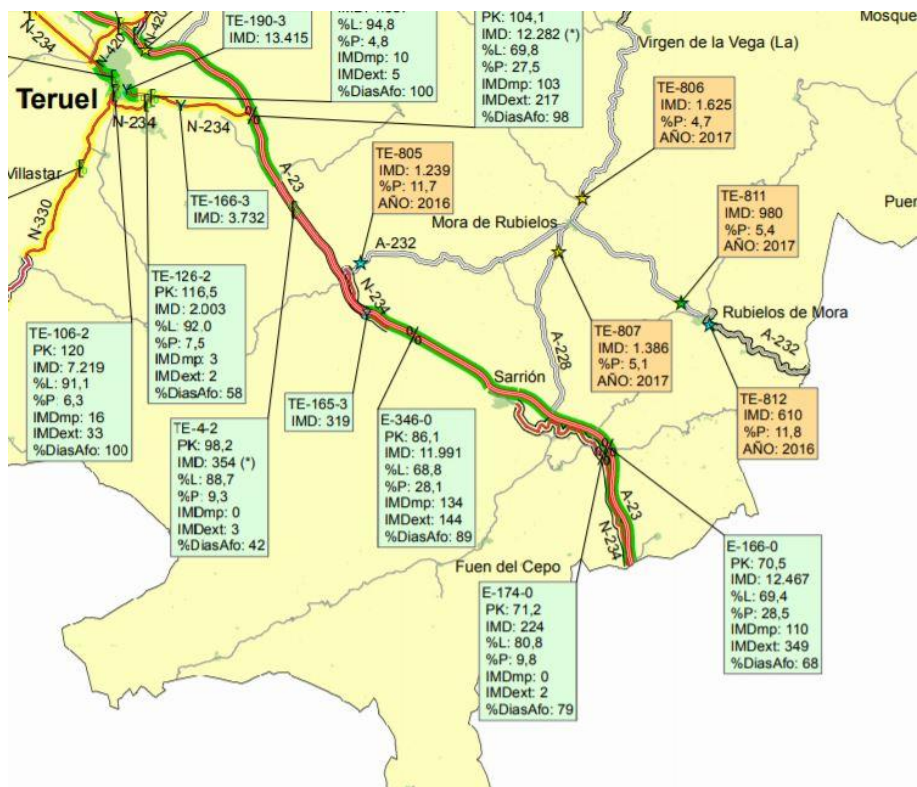 N-234
N-420
N-420
TE-190-3
IMD: 13.415
%L: 94,8
%P: 4,8
IMDmp: 10
IMDext: 5
%DiasAfo: 100
PK: 104,1
IMD: 12.282 (*)
%L: 69,8
%P: 27,5
IMDmp: 103
IMDext: 217
%DiasAfo: 98
Mosque
Virgen de la Vega (La)
Teruel
N-234
N-234
TE-806
IMD: 1.625
%P: 4,7
AÑO: 2017
Villastar
A-23
TE-805
IMD: 1.239
%P: 11,7
AÑO: 2016
TE-166-3
IMD: 3.732
TE-811
IMD: 980
%P: 5,4
AÑO: 2017
Puer
N-330
Mora de Rubielos
A-232
TE-126-2
PK: 116,5
IMD: 2.003
%L: 92,0
%P: 7,5
IMDmp: 3
IMDext: 2
%DiasAfo: 58
N-234
Rubielos de Mora
A-232
TE-106-2
PK: 120
IMD: 7.219
%L: 91,1
%P: 6,3
IMDmp: 16
IMDext: 33
%DiasAfo: 100
TE-807
IMD: 1.386
%P: 5,1
AÑO: 2017
A-228
Sarrión
TE-165-3
IMD: 319
TE-812
IMD: 610
%P: 11,8
AÑO: 2016
TE-4-2
PK: 98,2
IMD: 354 (*)
%L: 88,7
%P: 9,3
IMDmp: 0
IMDext: 3
%DiasAfo: 42
E-346-0
PK: 86,1
IMD: 11.991
%L: 68,8
%P: 28,1
IMDmp: 134
IMDext: 144
%DiasAfo: 89
A-23
N-234
Fuen del Cepo
E-166-0
PK: 70,5
IMD: 12.467
%L: 69,4
%P: 28,5
IMDmp: 110
IMDext: 349
%DiasAfo: 68
E-174-0
PK: 71,2
IMD: 224
%L: 80,8
%P: 9,8
IMDmp: 0
IMDext: 2
%DiasAfo: 79